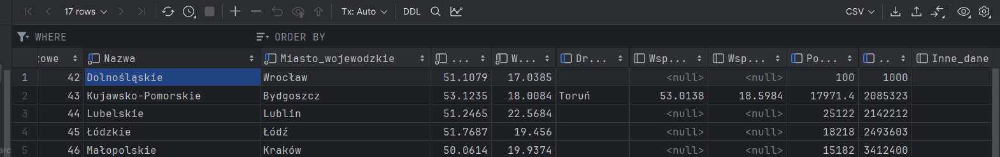 17 rows Tx: Auto DDL CSV
WHERE ORDER BY
towe Nazwa Miasto_wojewodzkie ... W... Dr... Wsp... Wsp... Po... .. Inne_dane
1 42 Dolnośląskie Wrocław 51.1079 17.0385 <null> <null> 100 1000
2 43 Kujawsko-Pomorskie Bydgoszcz 53.1235 18.0084 Toruń 53.0138 18.5984 17971.4 2085323
3 44 Lubelskie Lublin 51.2465 22.5684 <null> <null> 25122 2142212
4 45 Łódzkie Łódź 51.7687 19.456 <null> <null> 18218 2493603
arc 5 46 Małopolskie Kraków 50.0614 19.9374 <null> <null> 15182 3412400